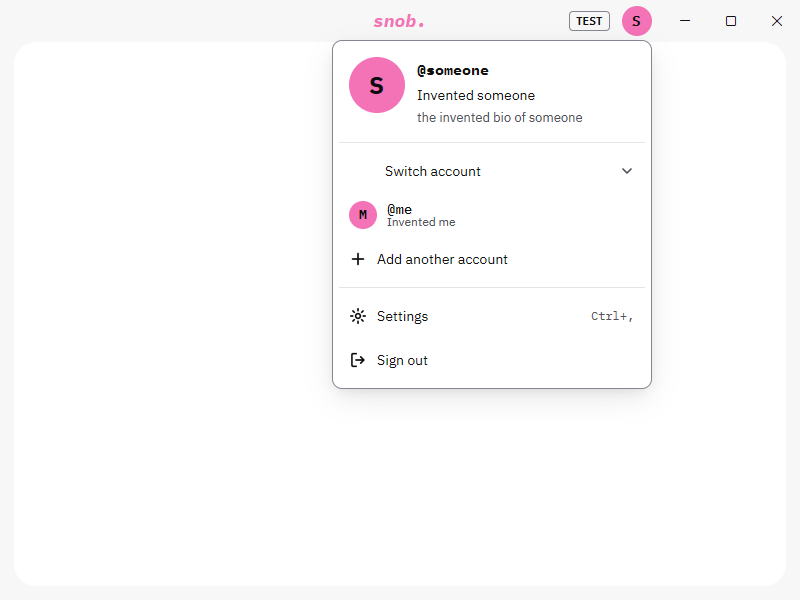 snob.
TEST
S
S
@someone
Invented someone
the invented bio of someone
Switch account
M
@me
Invented me
Add another account
Settings
Ctrl+,
Sign out